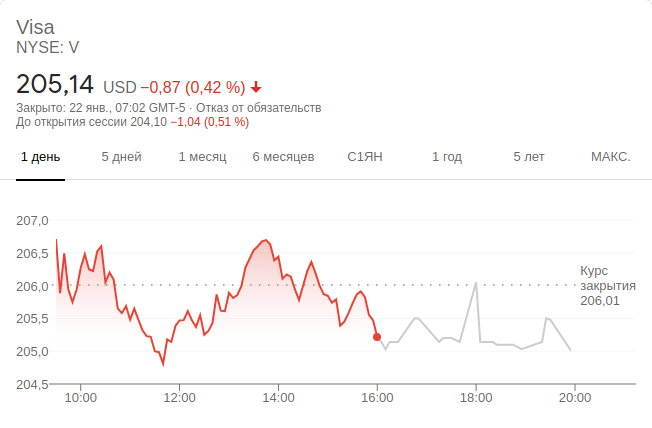 Visa
NYSE: V
205,14 USD −0,87 (0,42 %)
Закрыто: 22 янв., 07:02 GMT-5 · Отказ от обязательств
До открытия сессии 204,10 −1,04 (0,51 %)
1 день 5 дней 1 месяц 6 месяцев С1ЯН 1 год 5 лет МАКС.
207,0
206,5
206,0
205,5
205,0
204,5
Курс
закрытия
206,01
10:00 12:00 14:00 16:00 18:00 20:00